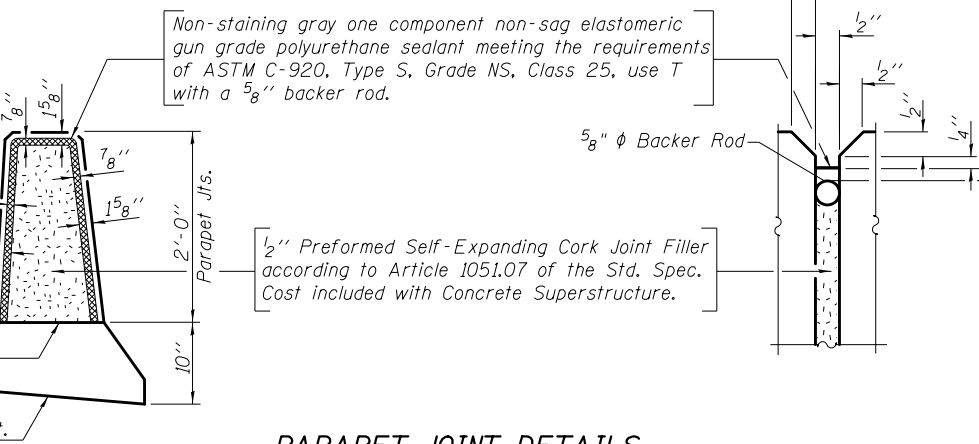 Non-staining gray one component non-sag elastomeric
gun grade polyurethane sealant meeting the requirements
of ASTM C-920, Type S, Grade NS, Class 25, use T
with a 5/8" backer rod.
1/2"
1/2"
1/2"
1/4"
7/8"
1 5/8"
5/8" ϕ Backer Rod
7/8"
1 5/8"
2'-0"
Parapet Jts.
1/2" Preformed Self-Expanding Cork Joint Filler
according to Article 1051.07 of the Std. Spec.
Cost included with Concrete Superstructure.
10"
PARAPET JOINT DETAILS